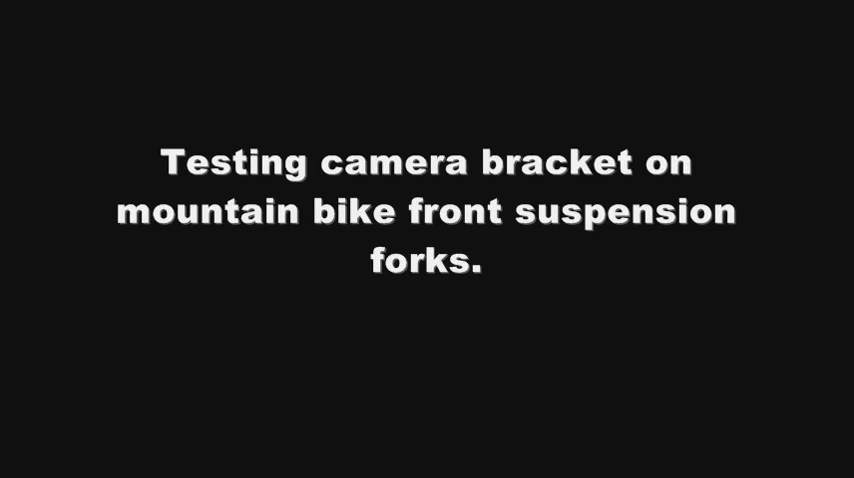 Testing camera bracket on
mountain bike front suspension
forks.